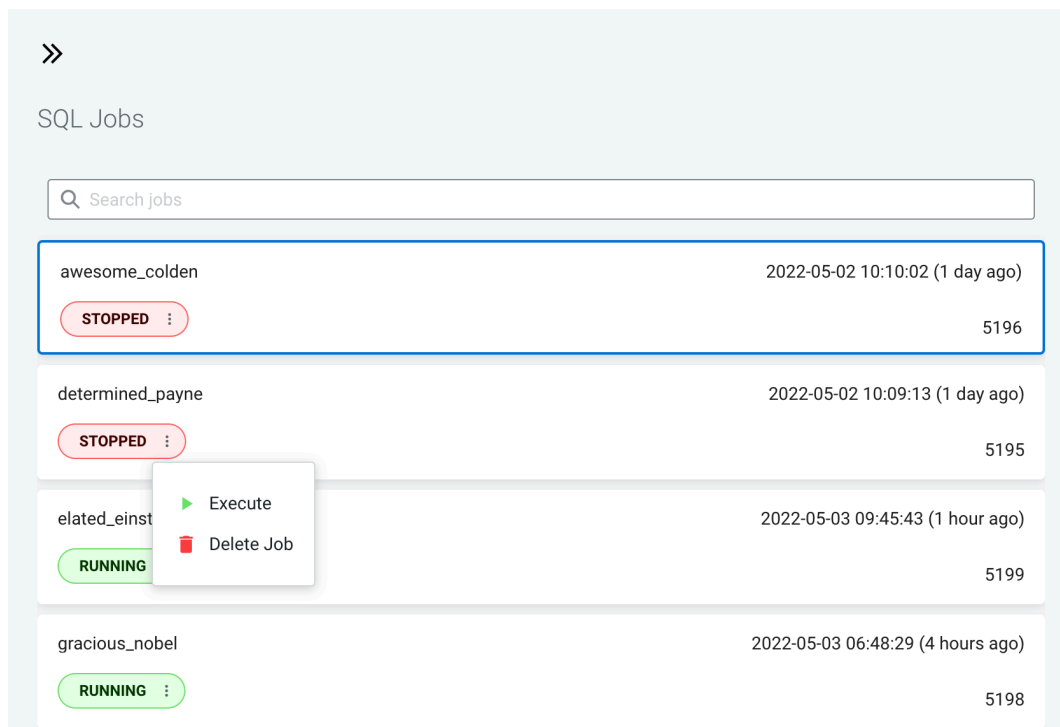 SQL Jobs
Search jobs
awesome_colden 2022-05-02 10:10:02 (1 day ago)
STOPPED
5196
determined_payne 2022-05-02 10:09:13 (1 day ago)
STOPPED
5195
Execute
Delete Job
elated_einst 2022-05-03 09:45:43 (1 hour ago)
RUNNING
5199
gracious_nobel 2022-05-03 06:48:29 (4 hours ago)
RUNNING
5198